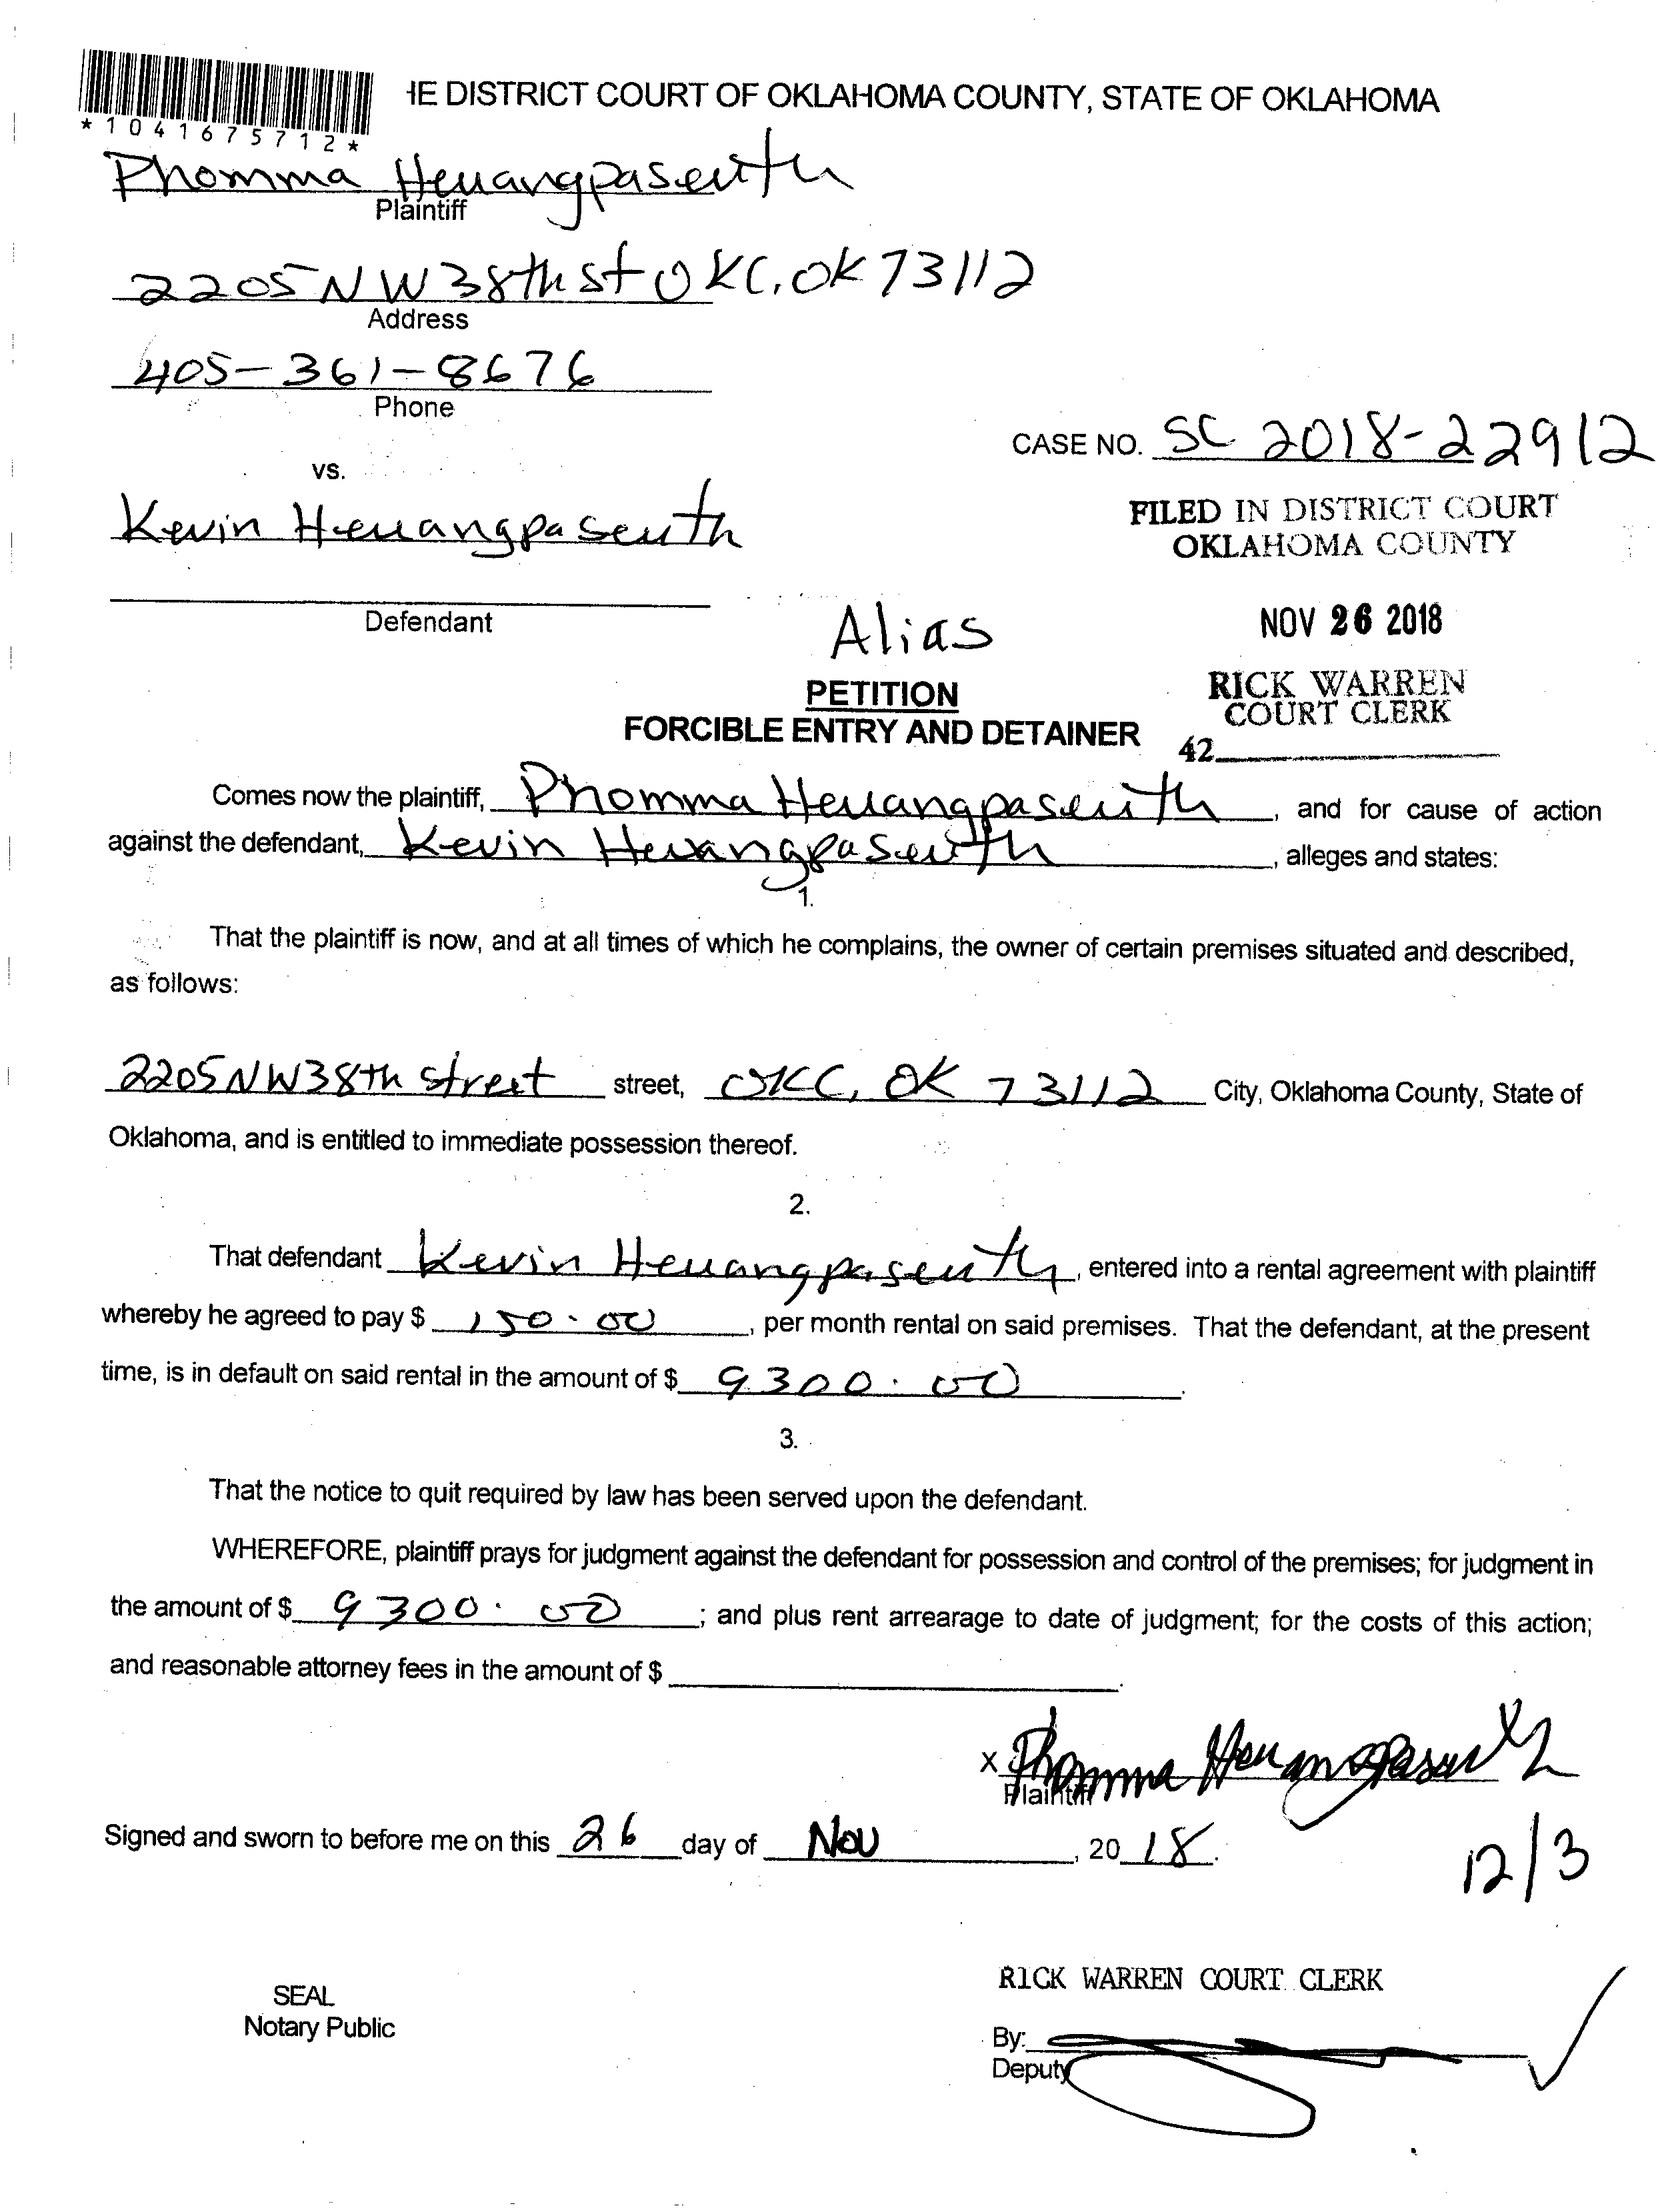 *1041675712*
HE DISTRICT COURT OF OKLAHOMA COUNTY, STATE OF OKLAHOMA
Phomma Heuangpaseuth
Plaintiff
2205 NW 38th st OKC, OK 73112
Address
405-361-8676
Phone
CASE NO. SC 2018-22912
vs.
Kevin Heuangpaseuth
FILED IN DISTRICT COURT
OKLAHOMA COUNTY
Defendant
Alias
NOV 26 2018
PETITION
RICK WARREN
COURT CLERK
FORCIBLE ENTRY AND DETAINER
42
Comes now the plaintiff, Phomma Heuangpaseuth, and for cause of action
against the defendant, Kevin Heuangpaseuth, alleges and states:
1.
That the plaintiff is now, and at all times of which he complains, the owner of certain premises situated and described,
as follows:
2205 NW 38th street street, OKC, OK 73112 City, Oklahoma County, State of
Oklahoma, and is entitled to immediate possession thereof.
2.
That defendant Kevin Heuangpaseuth, entered into a rental agreement with plaintiff
whereby he agreed to pay $ 150.00, per month rental on said premises. That the defendant, at the present
time, is in default on said rental in the amount of $ 9300.00.
3.
That the notice to quit required by law has been served upon the defendant.
WHEREFORE, plaintiff prays for judgment against the defendant for possession and control of the premises; for judgment in
the amount of $ 9300.00; and plus rent arrearage to date of judgment; for the costs of this action;
and reasonable attorney fees in the amount of $ .
x Phomma Heuangpaseuth
Plaintiff
Signed and sworn to before me on this 26 day of Nov, 20 18.
12/3
RICK WARREN COURT CLERK
SEAL
Notary Public
By:
Deputy